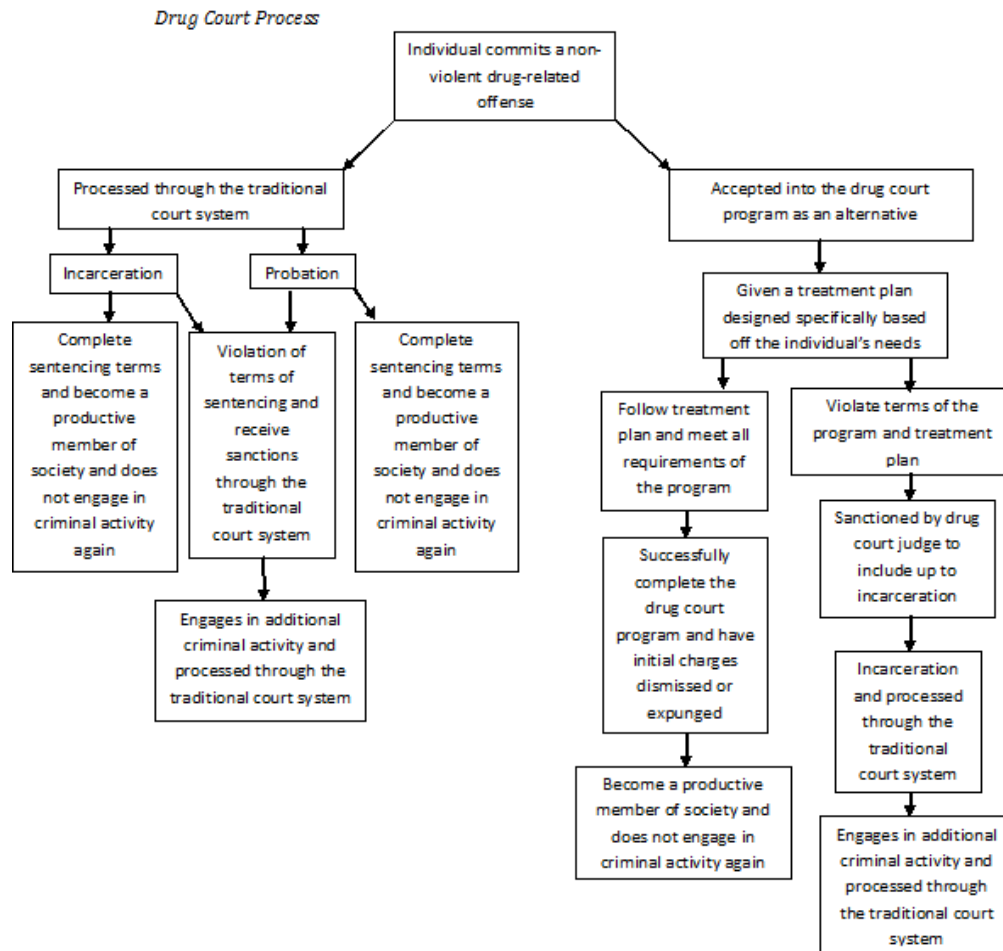 Drug Court Process
Individual commits a non-
violent drug-related
offense
Processed through the traditional
court system
Accepted into the drug court
program as an alternative
Incarceration
Probation
Given a treatment plan
designed specifically based
off the individual's needs
Complete
sentencing terms
and become a
productive
member of
society and does
not engage in
criminal activity
again
Violation of
terms of
sentencing and
receive
sanctions
through the
traditional
court system
Complete
sentencing terms
and become a
productive
member of
society and does
not engage in
criminal activity
again
Follow treatment
plan and meet all
requirements of
the program
Violate terms of the
program and treatment
plan
Sanctioned by drug
court judge to
include up to
incarceration
Successfully
complete the
drug court
program and have
initial charges
dismissed or
expunged
Engages in additional
criminal activity and
processed through the
traditional court system
Incarceration
and processed
through the
traditional
court system
Become a productive
member of society and
does not engage in
criminal activity again
Engages in additional
criminal activity and
processed through
the traditional court
system